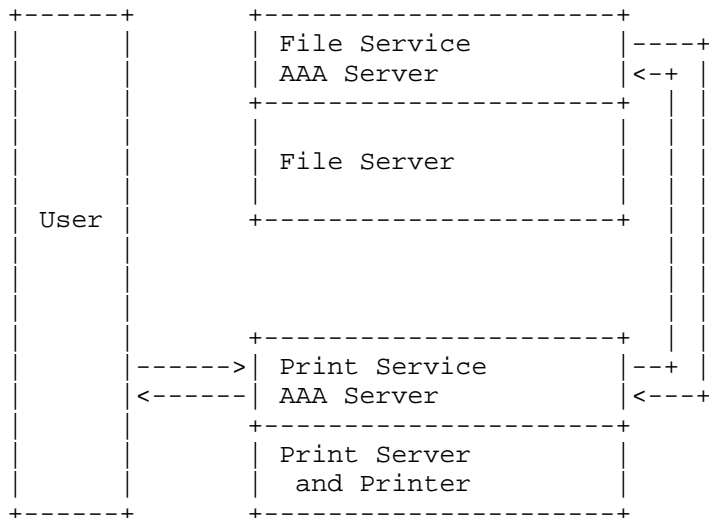 File Service
AAA Server
File Server
User
Print Service
AAA Server
Print Server
and Printer